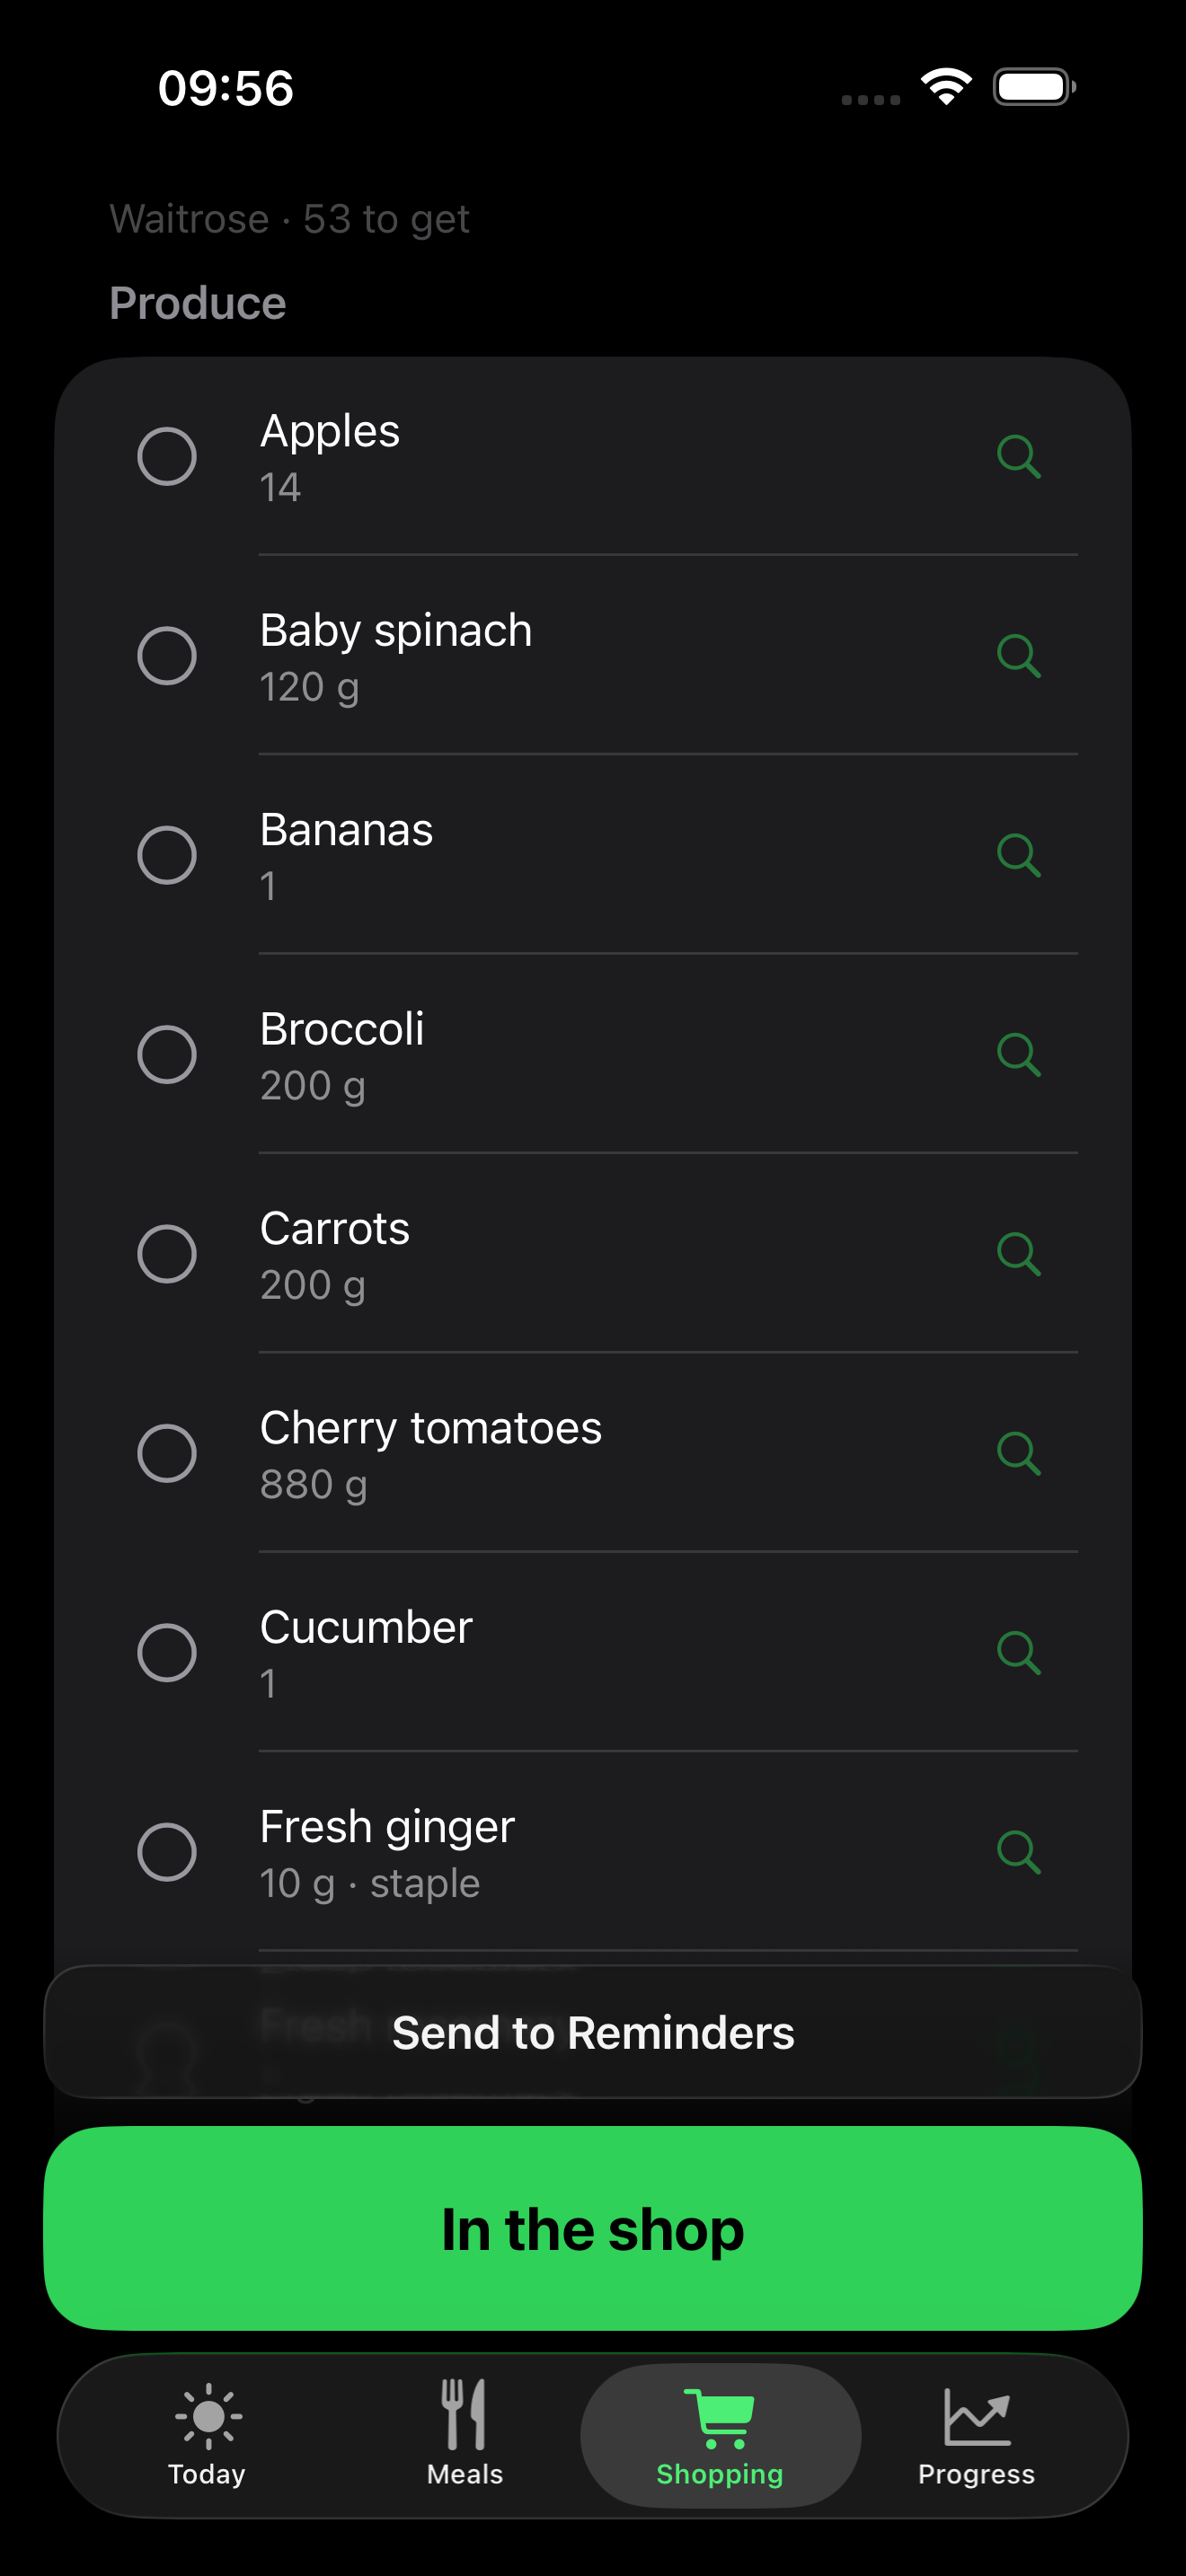 09:56
Waitrose · 53 to get
Produce
Apples
14
Baby spinach
120 g
Bananas
1
Broccoli
200 g
Carrots
200 g
Cherry tomatoes
880 g
Cucumber
1
Fresh ginger
10 g · staple
Fresh
Send to Reminders
In the shop
Today
Meals
Shopping
Progress